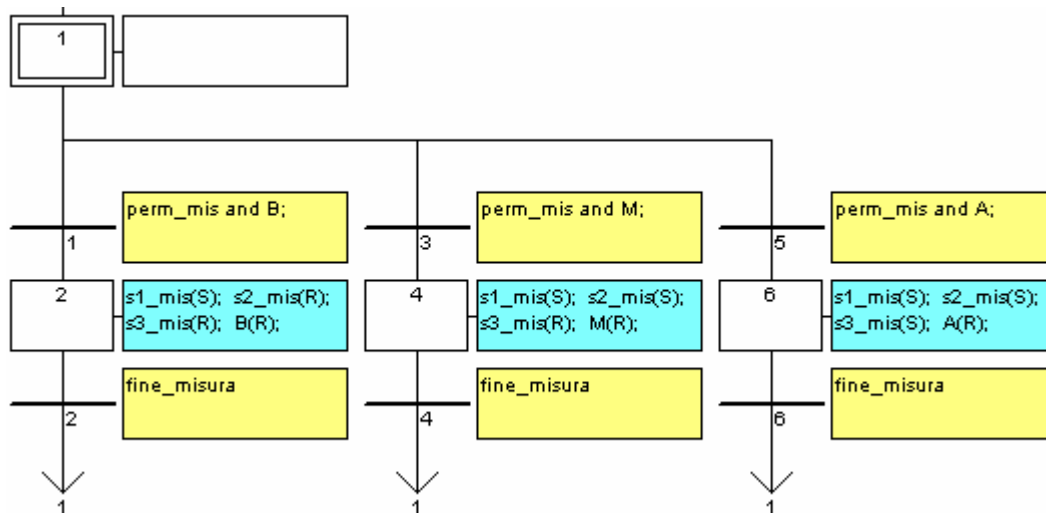 1
perm_mis and B;
perm_mis and M;
perm_mis and A;
1
3
5
2
s1_mis(S); s2_mis(R);
s3_mis(R); B(R);
4
s1_mis(S); s2_mis(S);
s3_mis(R); M(R);
6
s1_mis(S); s2_mis(S);
s3_mis(S); A(R);
fine_misura
fine_misura
fine_misura
2
4
6
1
1
1